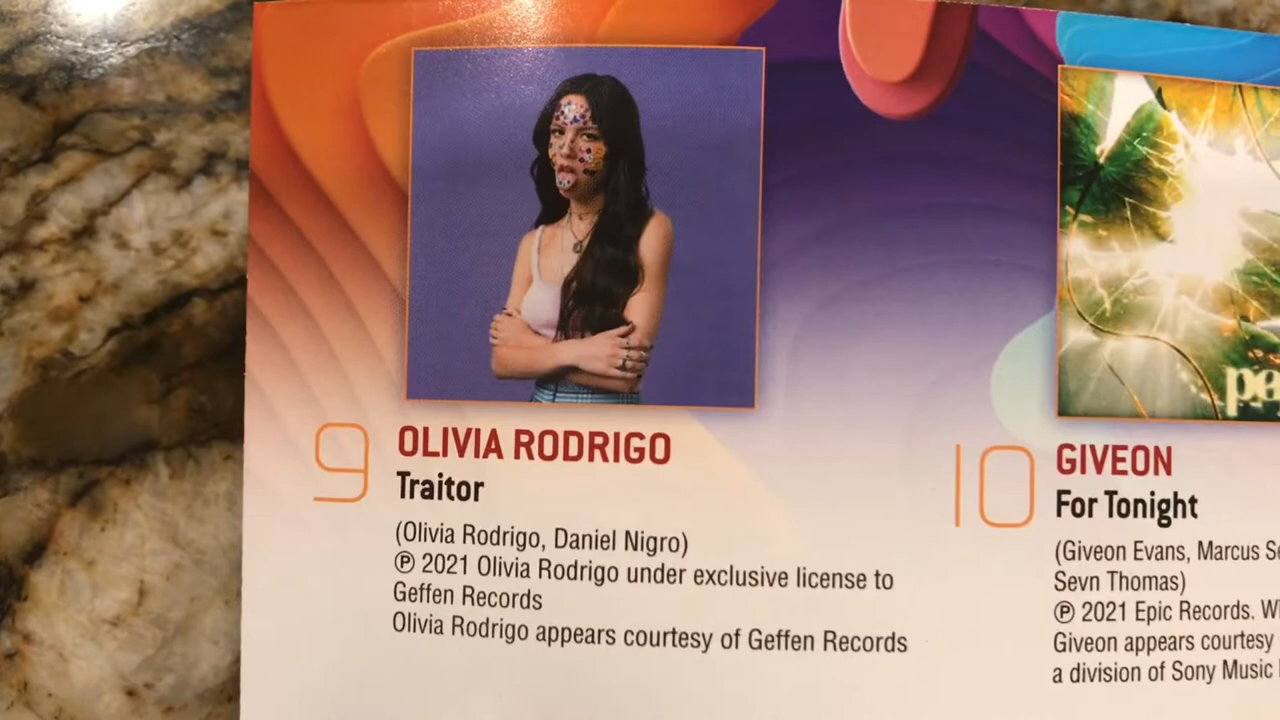 9
OLIVIA RODRIGO
Traitor
(Olivia Rodrigo, Daniel Nigro)
℗ 2021 Olivia Rodrigo under exclusive license to
Geffen Records
Olivia Rodrigo appears courtesy of Geffen Records
10
GIVEON
For Tonight
(Giveon Evans, Marcus
Sevn Thomas)
℗ 2021 Epic Records.
Giveon appears courtesy
a division of Sony Music